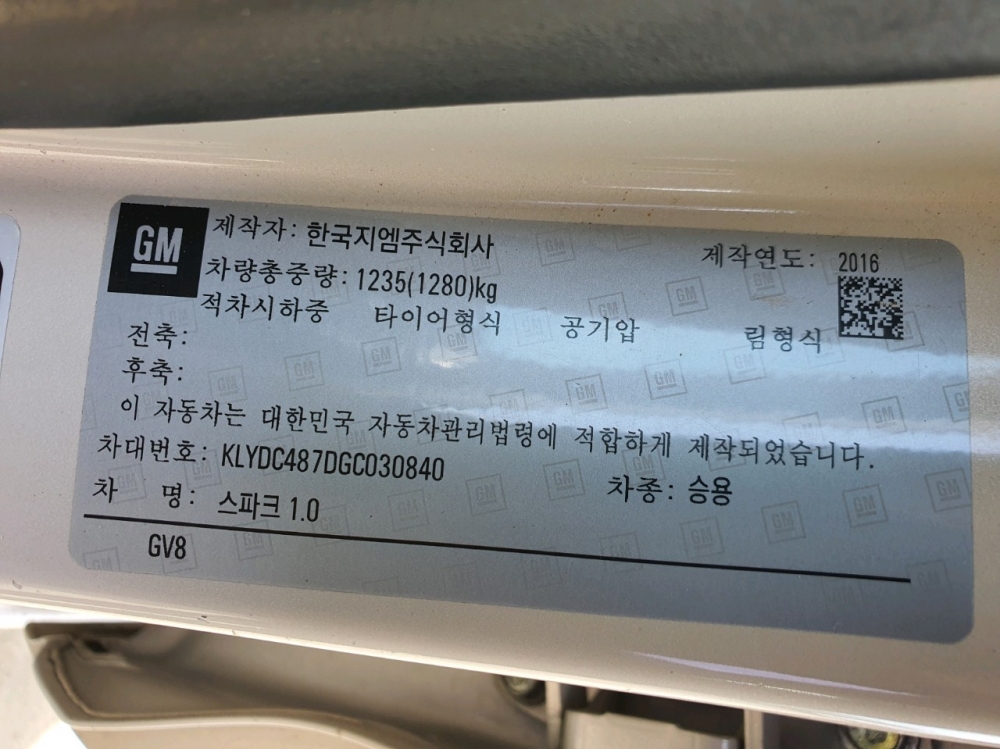 GM 제작자: 한국지엠주식회사 제작연도: 2016
차량총중량: 1235(1280)kg
적차시하중 타이어형식 공기압 림형식
전축:
후축:
이 자동차는 대한민국 자동차관리법령에 적합하게 제작되었습니다.
차대번호: KLYDC487DGC030840 차종: 승용
차 명: 스파크 1.0
GV8